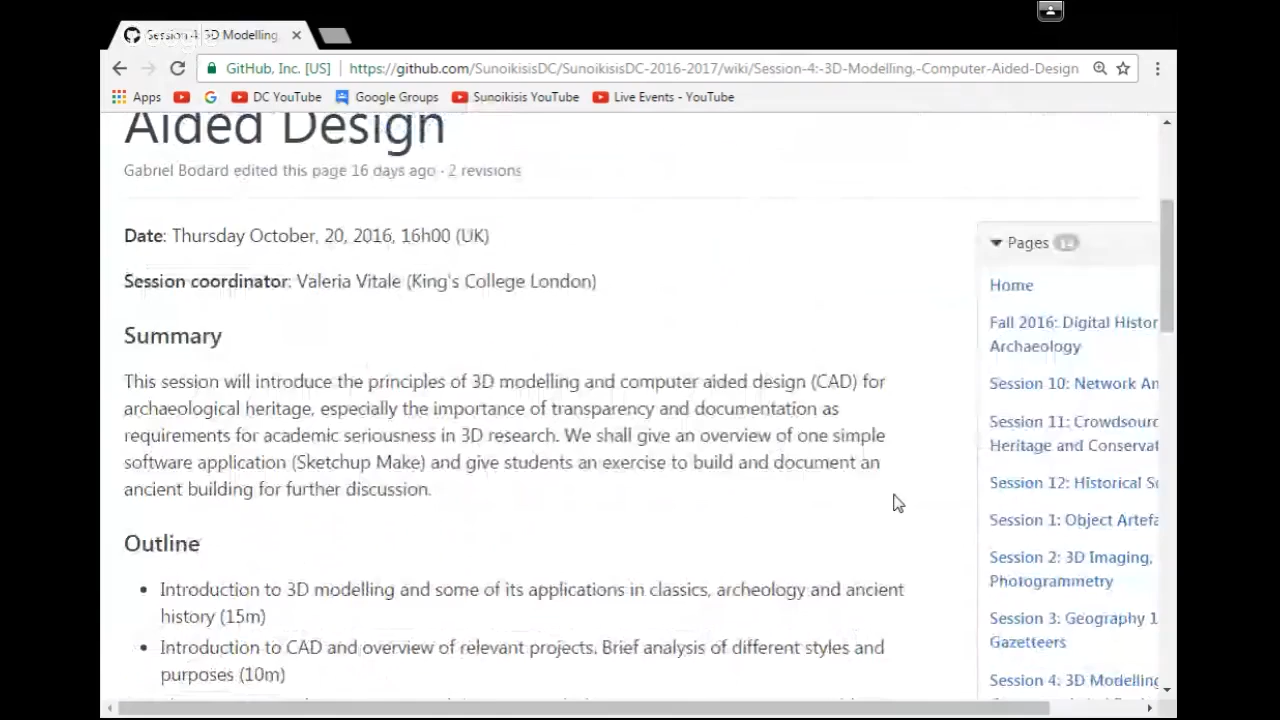 Session 4: 3D Modelling,
GitHub, Inc. [US] https://github.com/SunoikisisDC/SunoikisisDC-2016-2017/wiki/Session-4:-3D-Modelling,-Computer-Aided-Design
Apps DC YouTube Google Groups Sunoikisis YouTube Live Events - YouTube
Aided Design
Gabriel Bodard edited this page 16 days ago · 2 revisions
Date: Thursday October, 20, 2016, 16h00 (UK)
Session coordinator: Valeria Vitale (King's College London)
Summary
This session will introduce the principles of 3D modelling and computer aided design (CAD) for
archaeological heritage, especially the importance of transparency and documentation as
requirements for academic seriousness in 3D research. We shall give an overview of one simple
software application (Sketchup Make) and give students an exercise to build and document an
ancient building for further discussion.
Outline
Introduction to 3D modelling and some of its applications in classics, archeology and ancient
history (15m)
Introduction to CAD and overview of relevant projects. Brief analysis of different styles and
purposes (10m)
Pages
Home
Fall 2016: Digital Histor
Archaeology
Session 10: Network An
Session 11: Crowdsourc
Heritage and Conservat
Session 12: Historical S
Session 1: Object Artefa
Session 2: 3D Imaging,
Photogrammetry
Session 3: Geography 1
Gazetteers
Session 4: 3D Modelling